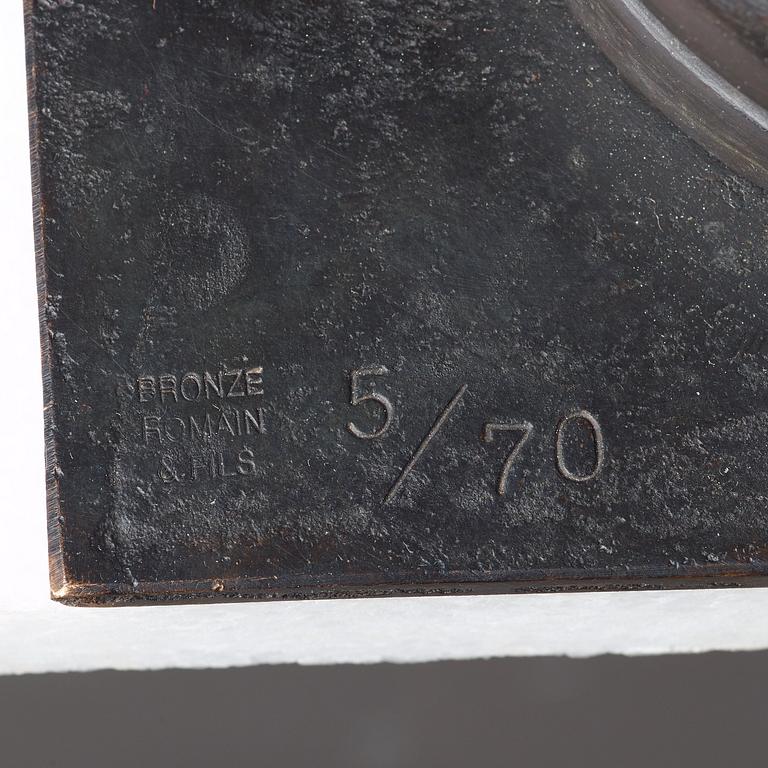 BRONZE
ROMAIN
& FILS
5/70